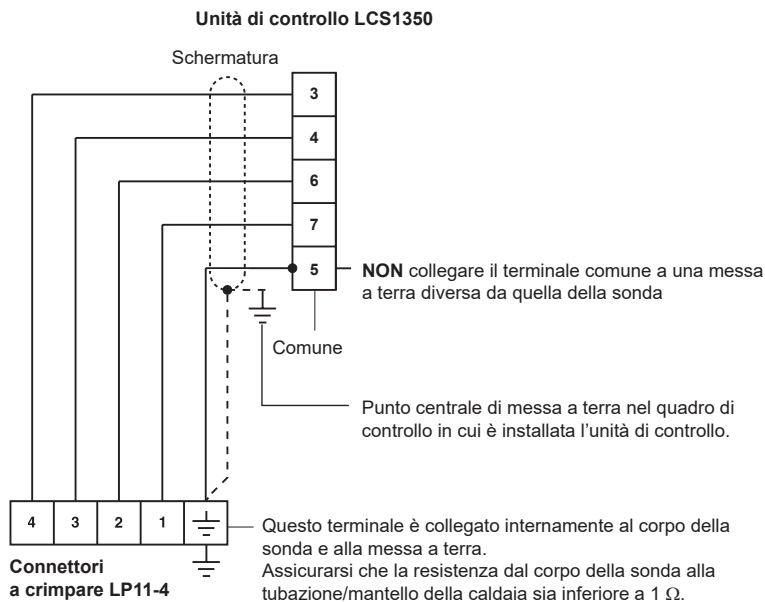 Unità di controllo LCS1350
Schermatura
3
4
6
7
5
NON collegare il terminale comune a una messa
a terra diversa da quella della sonda
Comune
Punto centrale di messa a terra nel quadro di
controllo in cui è installata l'unità di controllo.
4 3 2 1
Questo terminale è collegato internamente al corpo della
sonda e alla messa a terra.
Assicurarsi che la resistenza dal corpo della sonda alla
tubazione/mantello della caldaia sia inferiore a 1 Ω.
Connettori
a crimpare LP11-4